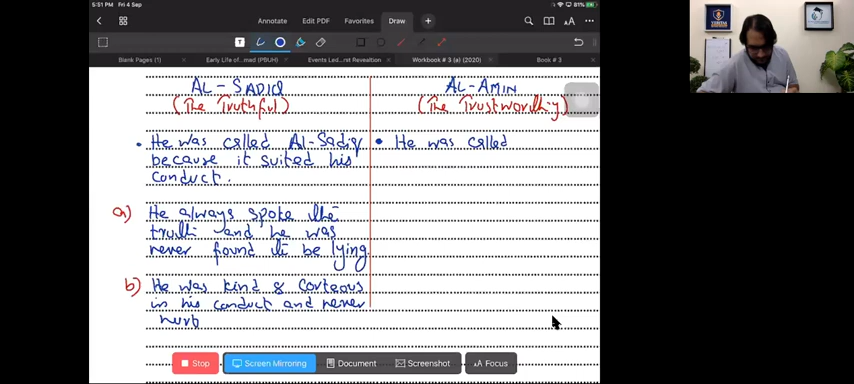 5:51 PM Fri 4 Sep
81%
Annotate Edit PDF Favorites Draw
Blank Pages (1) Early Life of...mad (PBUH) Events Led...st Revealtion Workbook # 3 (a) (2020) Book # 3
AL-SADIQ
(The Truthful)
• He was called Al-Sadiq
because it suited his
conduct.
a) He always spoke the
truth and he was
never found to be lying.
b) He was kind & Corteous
in his conduct and never
hurt
AL-AMIN
(The Trustworthy)
• He was called
Stop Screen Mirroring Document Screenshot Focus